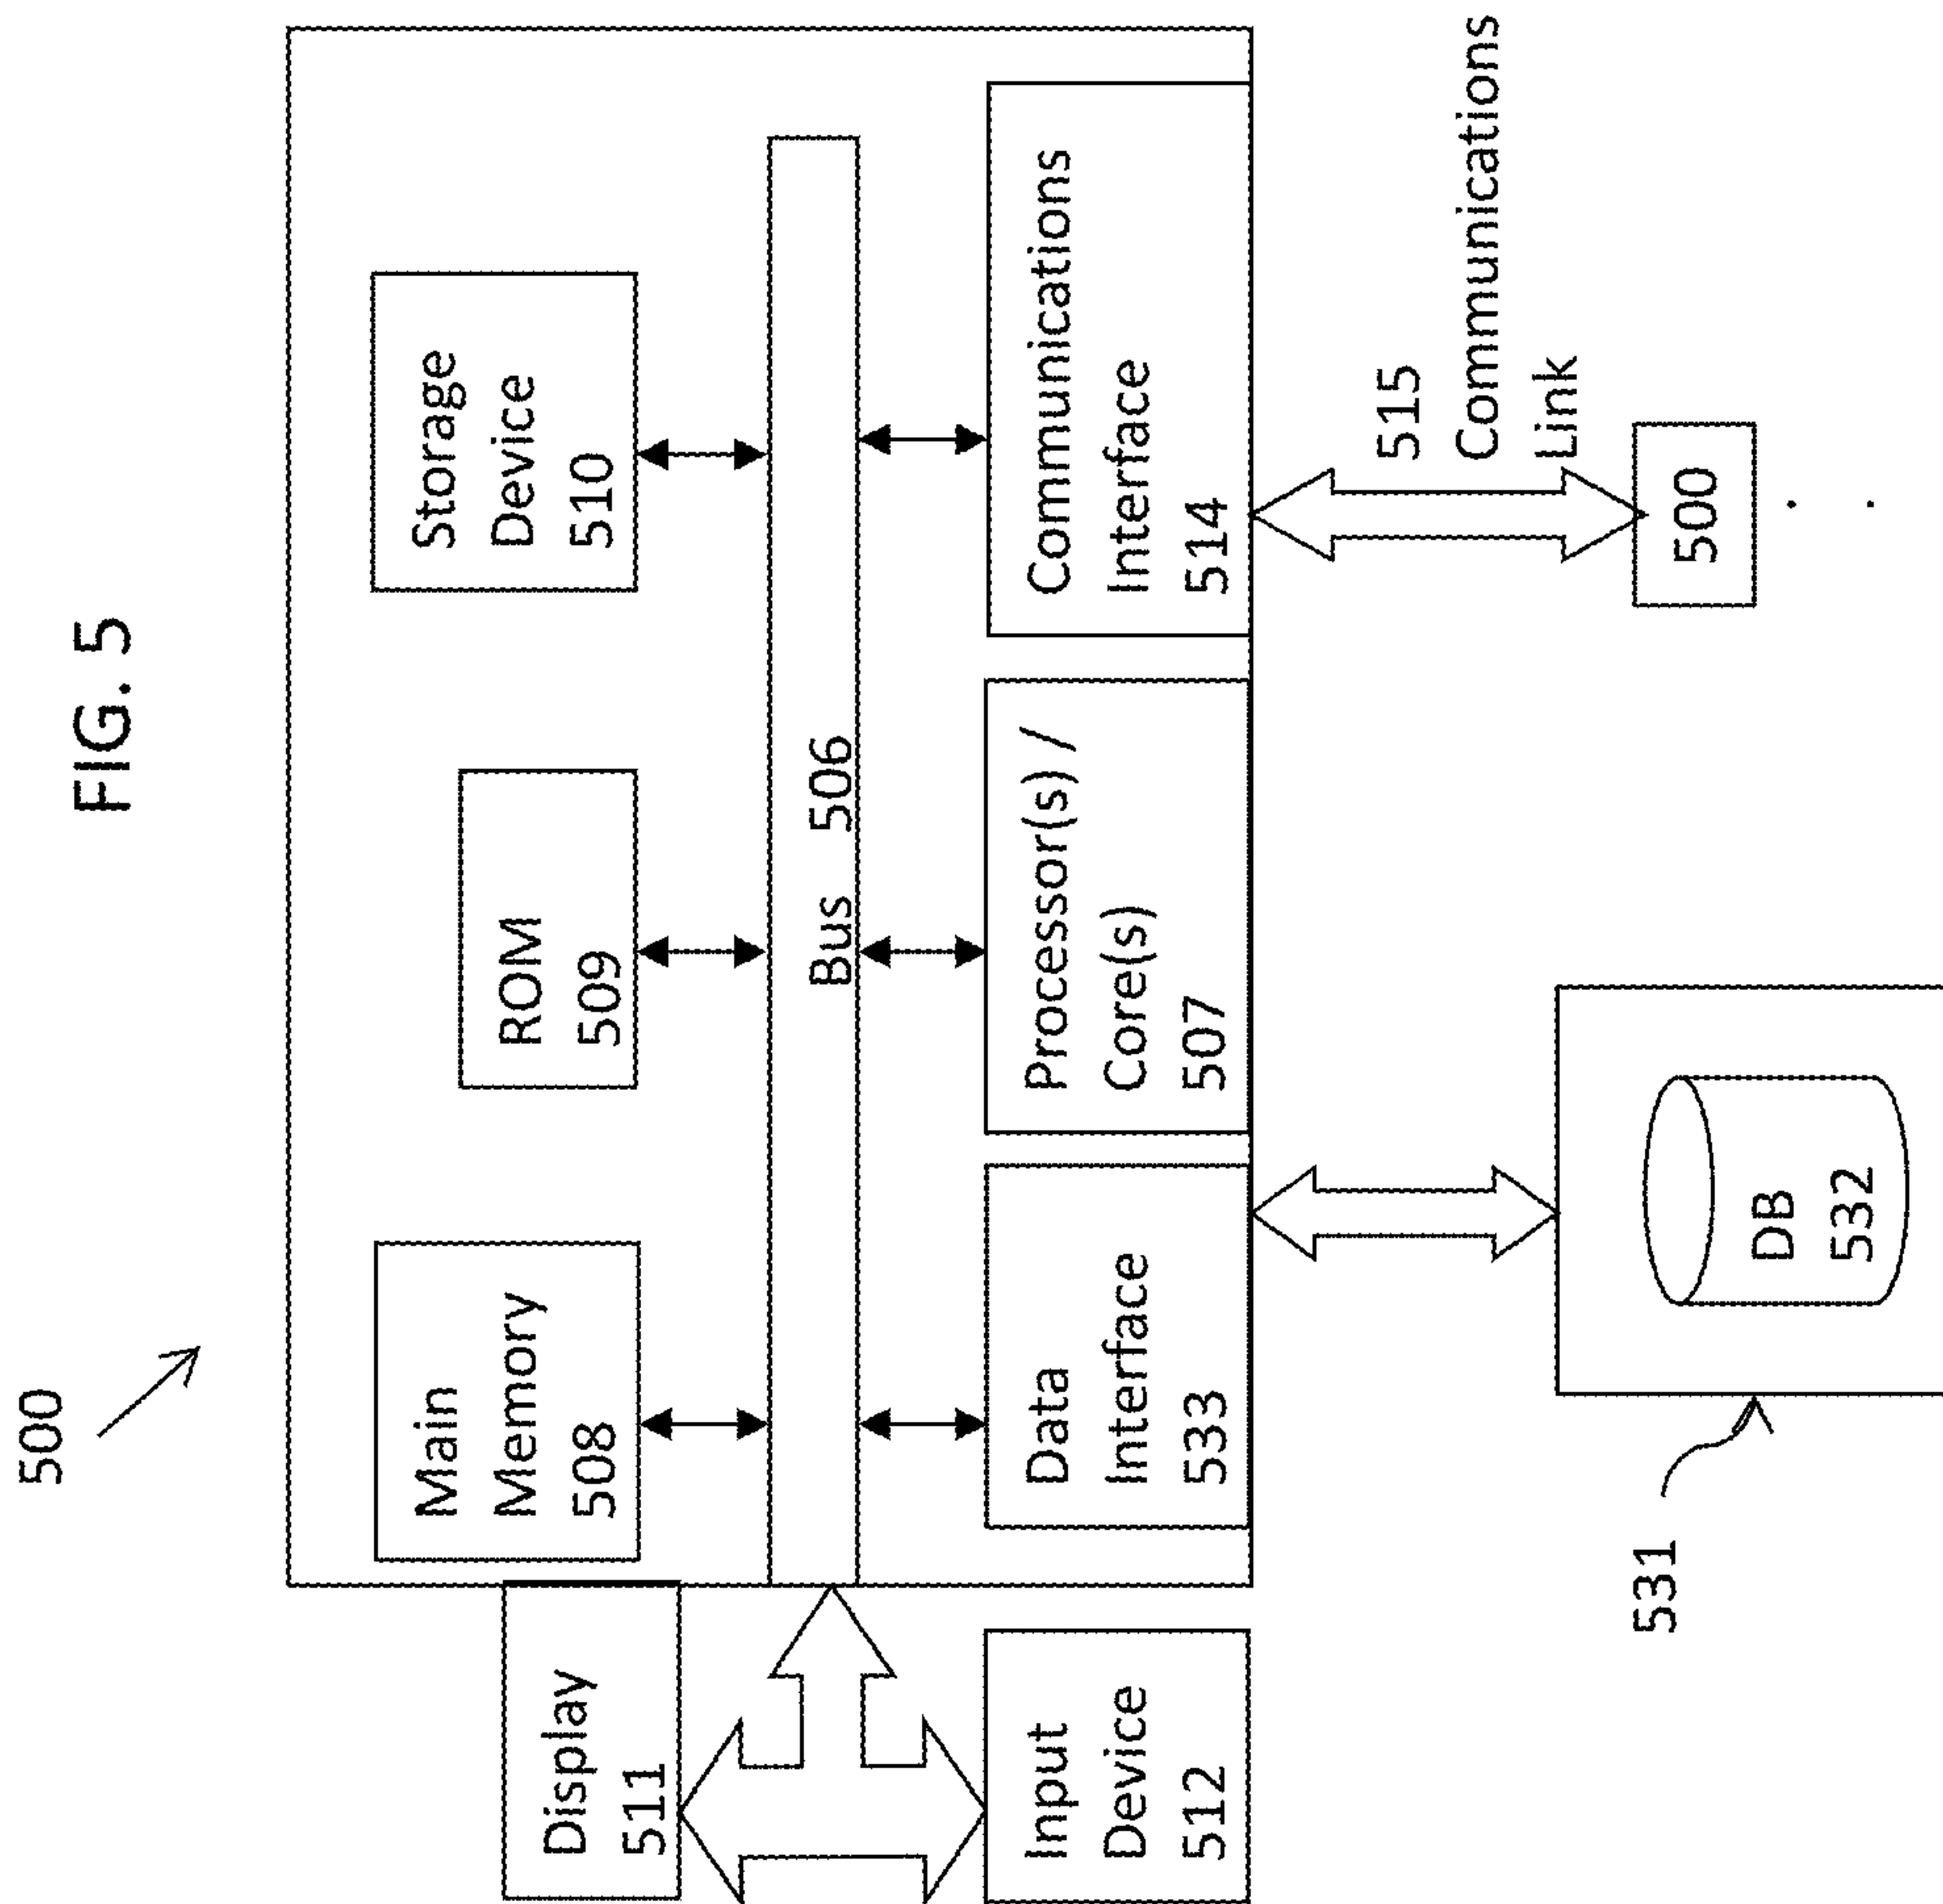 FIG. 5
500
Main
Memory
508
ROM
509
Storage
Device
510
Display
511
Bus 506
Input
Device
512
Data
Interface
533
Processor(s) /
Core(s)
507
Communications
Interface
514
515
Communications
Link
531
DB
532
500